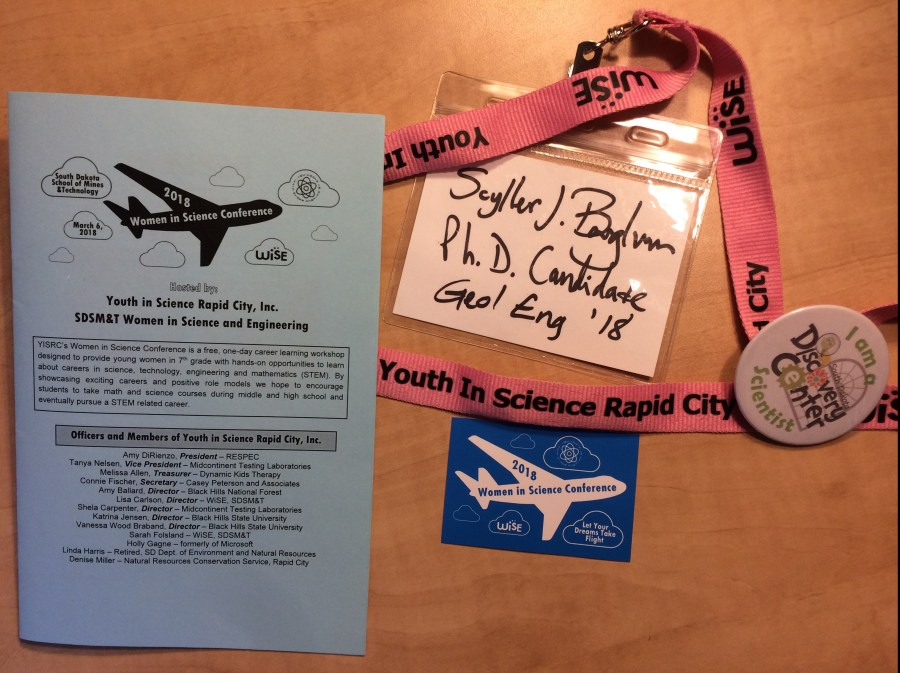 South Dakota
School of Mines
&Technology
March 6,
2018
2018
Women in Science Conference
WiSE
Hosted by:
Youth in Science Rapid City, Inc.
SDSM&T Women in Science and Engineering
YISRC's Women in Science Conference is a free, one-day career learning workshop
designed to provide young women in 7th grade with hands-on opportunities to learn
about careers in science, technology, engineering and mathematics (STEM). By
showcasing exciting careers and positive role models we hope to encourage
students to take math and science courses during middle and high school and
eventually pursue a STEM related career.
Officers and Members of Youth in Science Rapid City, Inc.
Amy DiRienzo, President – RESPEC
Tanya Nelsen, Vice President – Midcontinent Testing Laboratories
Melissa Allen, Treasurer – Dynamic Kids Therapy
Connie Fischer, Secretary – Casey Peterson and Associates
Amy Ballard, Director – Black Hills National Forest
Lisa Carlson, Director – WiSE, SDSM&T
Shela Carpenter, Director – Midcontinent Testing Laboratories
Katrina Jensen, Director – Black Hills State University
Vanessa Wood Braband, Director – Black Hills State University
Sarah Folsland – WiSE, SDSM&T
Holly Gagne – formerly of Microsoft
Linda Harris – Retired, SD Dept. of Environment and Natural Resources
Denise Miller – Natural Resources Conservation Service, Rapid City
Youth In
WiSE
WiSE
City
Scyller J. Borglum
Ph. D. Candidate
Geol Eng '18
Youth In Science Rapid City
WiSE
I am a
Scientist
Discovery
Center
2018
Women in Science Conference
WiSE
Let Your
Dreams Take
Flight